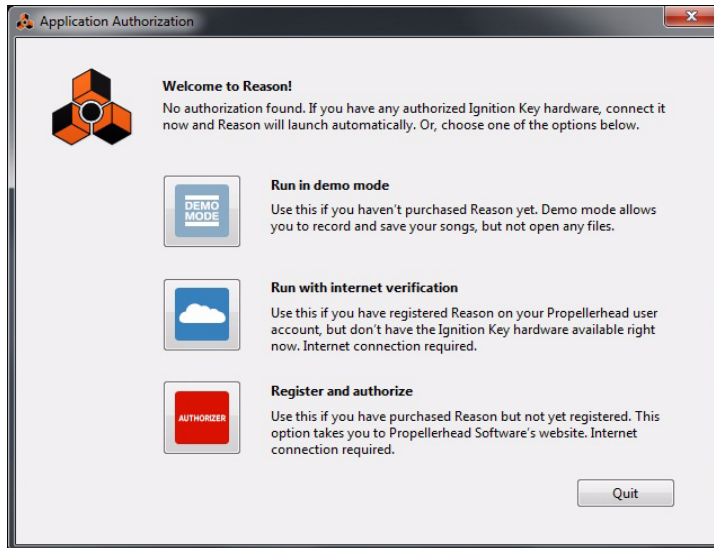 Application Authorization
Welcome to Reason!
No authorization found. If you have any authorized Ignition Key hardware, connect it
now and Reason will launch automatically. Or, choose one of the options below.
DEMO
MODE
Run in demo mode
Use this if you haven't purchased Reason yet. Demo mode allows
you to record and save your songs, but not open any files.
Run with internet verification
Use this if you have registered Reason on your Propellerhead user
account, but don't have the Ignition Key hardware available right
now. Internet connection required.
AUTHORIZER
Register and authorize
Use this if you have purchased Reason but not yet registered. This
option takes you to Propellerhead Software's website. Internet
connection required.
Quit